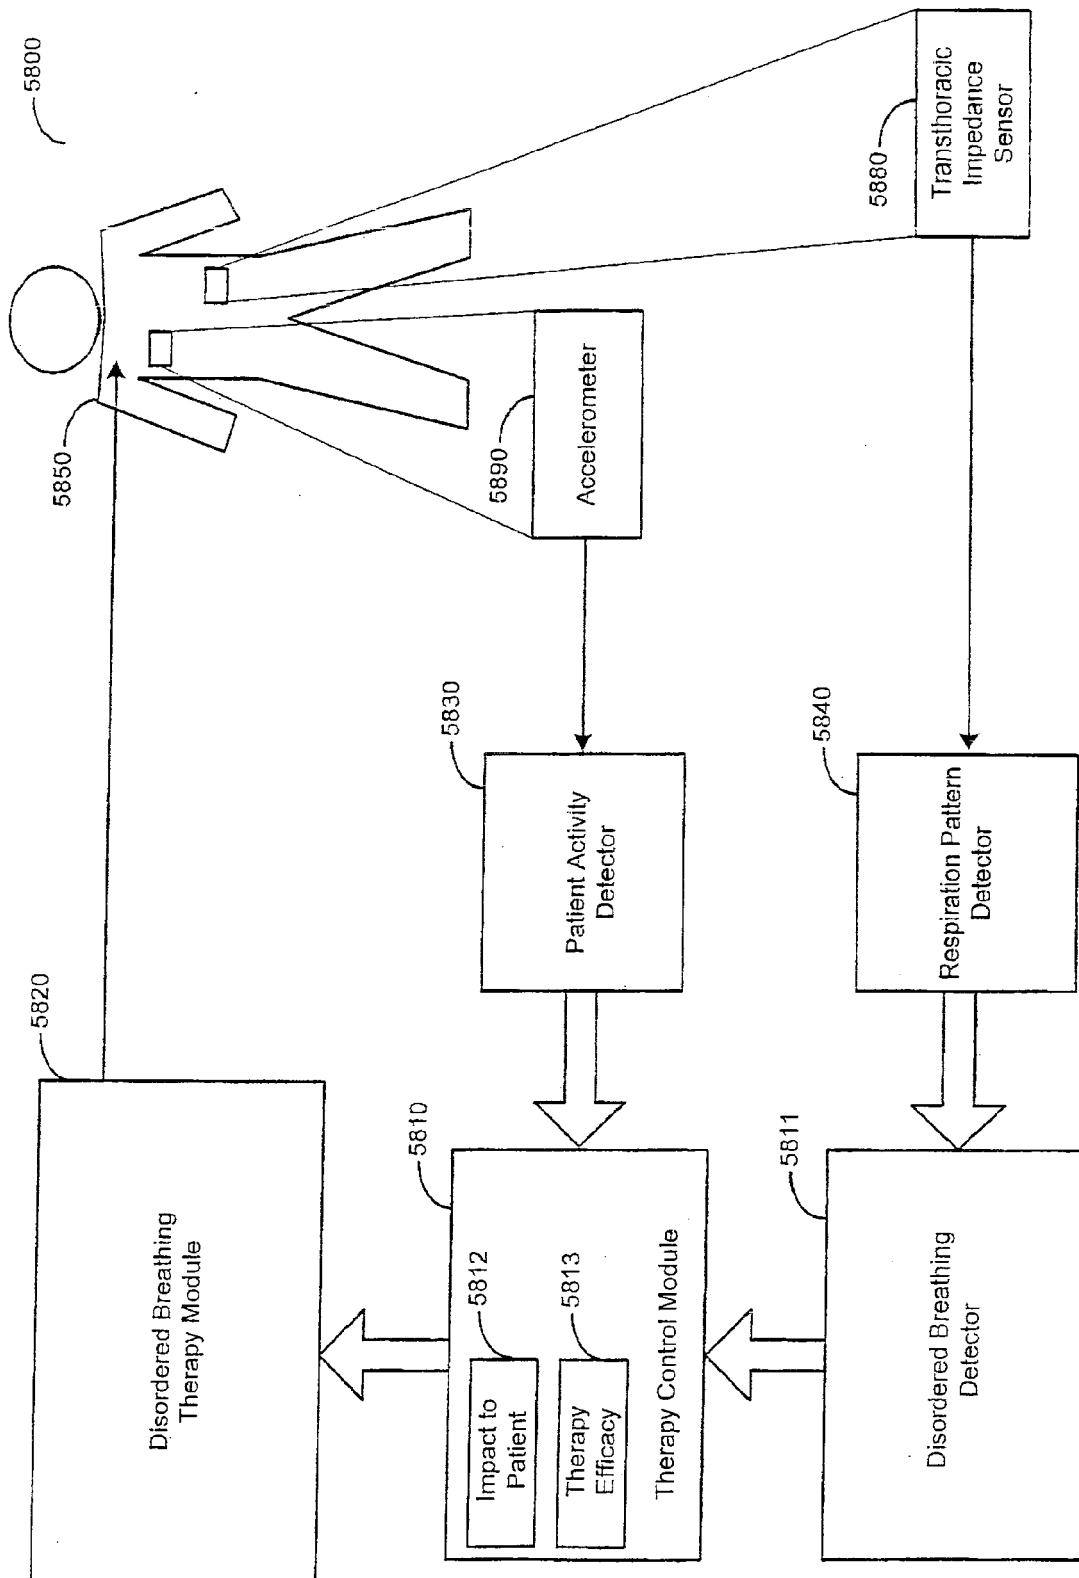 5800
5820
Disordered Breathing
Therapy Module
5850
5810
5812
Impact to
Patient
5813
Therapy
Efficacy
Therapy Control Module
5830
Patient Activity
Detector
5890
Accelerometer
5811
Disordered Breathing
Detector
5840
Respiration Pattern
Detector
5880
Transthoracic
Impedance
Sensor